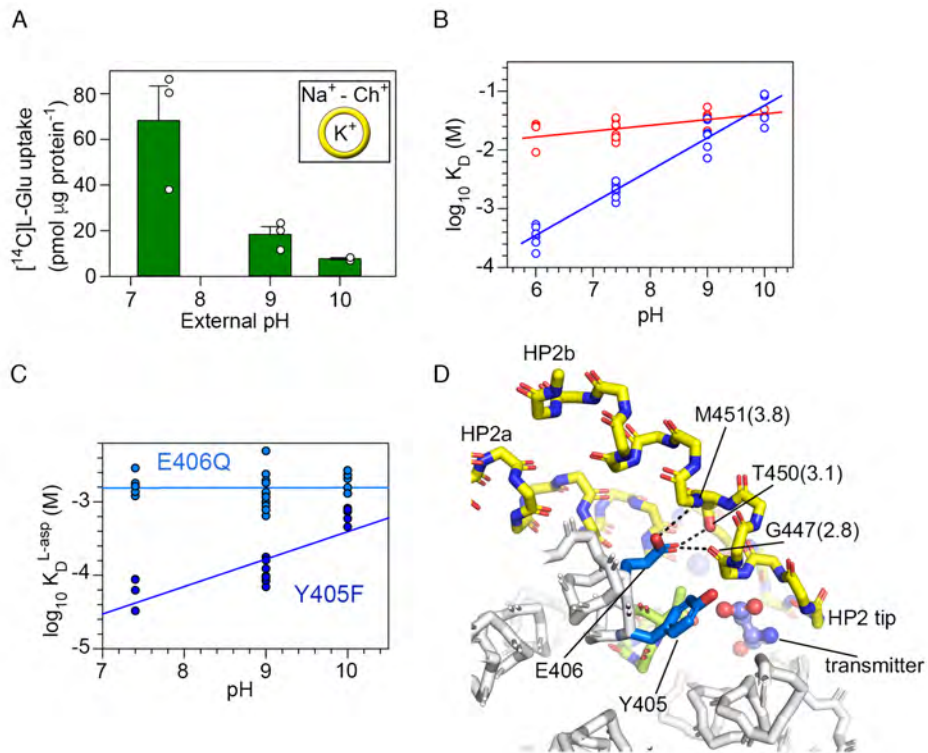 A
[¹⁴C]L-Glu uptake
(pmol μg protein⁻¹)
80
60
40
20
0
Na⁺ - Ch⁺
K⁺
7
8
9
10
External pH
B
log₁₀ K_D (M)
-1
-2
-3
-4
6
7
8
9
10
pH
C
log₁₀ K_D^L-asp (M)
-3
-4
-5
E406Q
Y405F
7
8
9
10
pH
D
HP2b
HP2a
M451(3.8)
T450(3.1)
G447(2.8)
HP2 tip
E406
Y405
transmitter